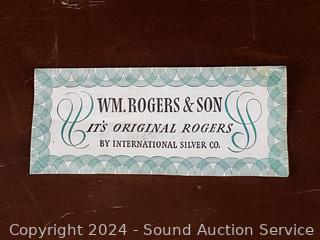 WM. ROGERS & SON
IT'S ORIGINAL ROGERS
BY INTERNATIONAL SILVER CO.
Copyright © 2024 - Sound Auction Service